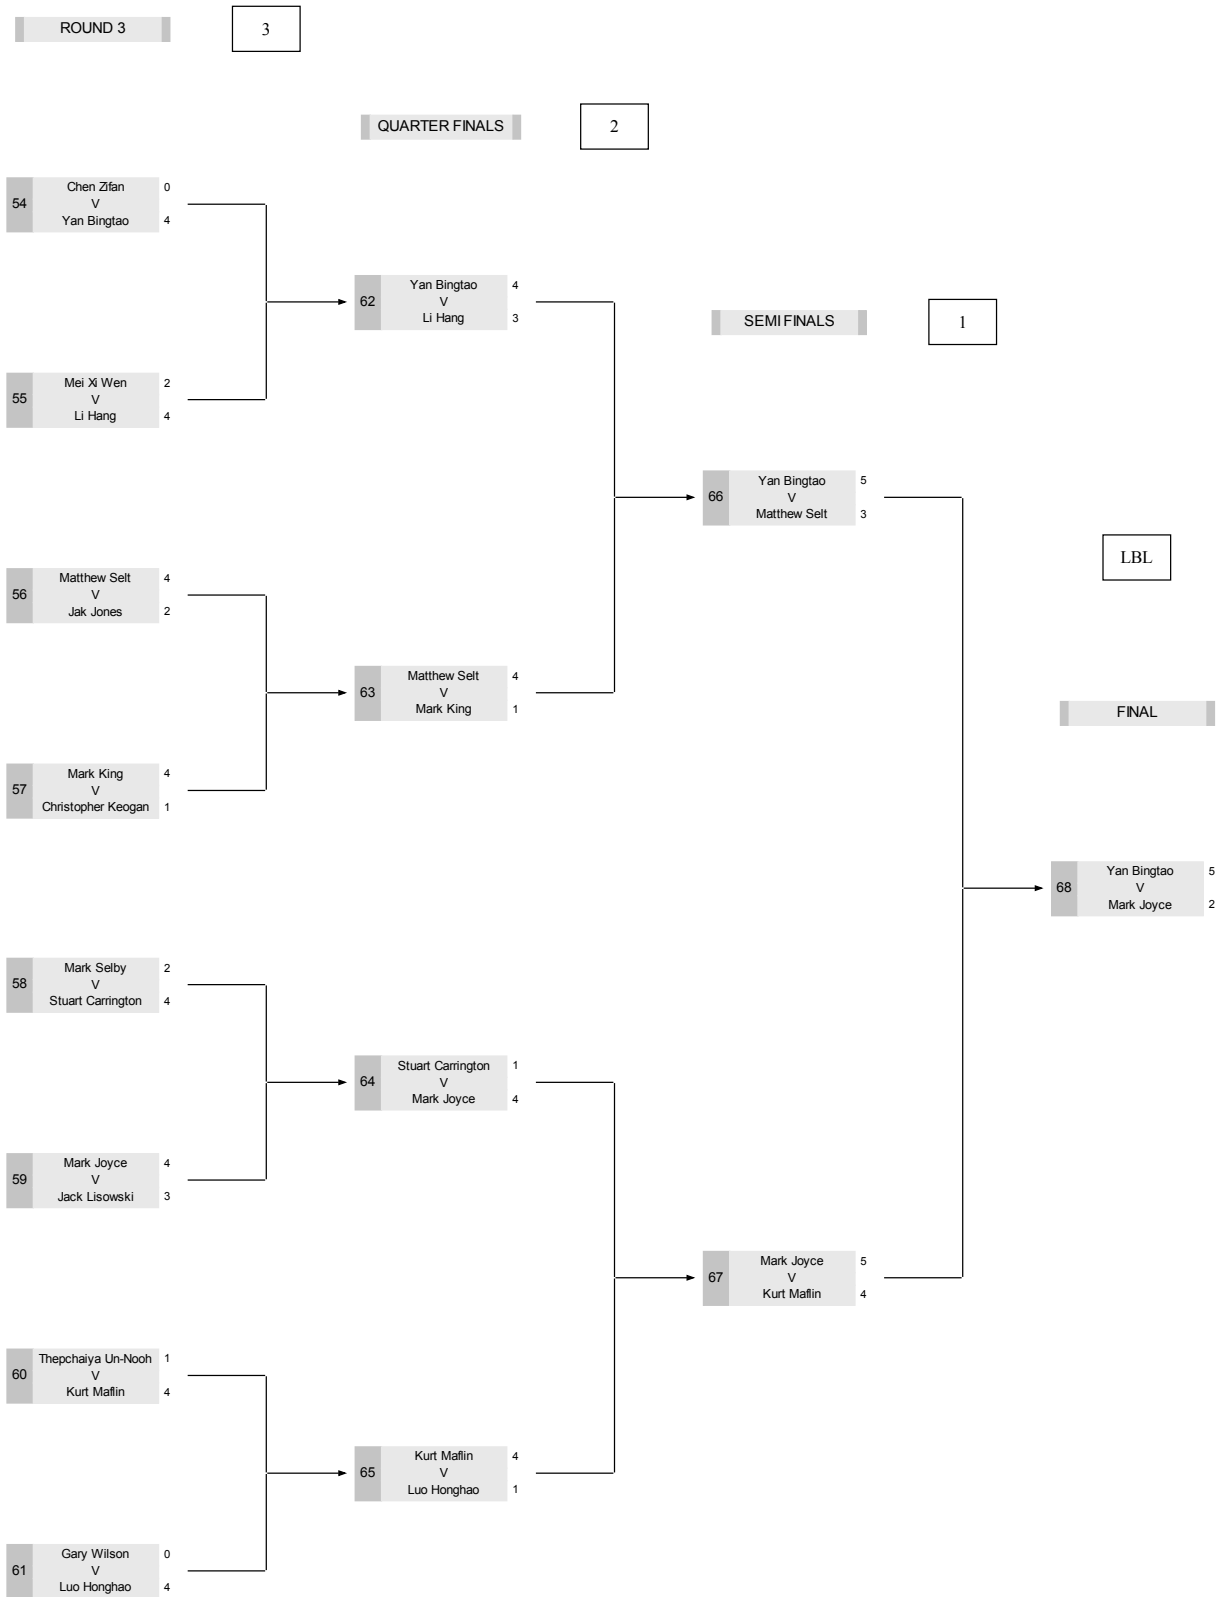 ROUND 3
3
QUARTER FINALS
2
54
Chen Zifan 0
V
Yan Bingtao 4
62
Yan Bingtao 4
V
Li Hang 3
SEMI FINALS
1
55
Mei Xi Wen 2
V
Li Hang 4
66
Yan Bingtao 5
V
Matthew Selt 3
LBL
56
Matthew Selt 4
V
Jak Jones 2
63
Matthew Selt 4
V
Mark King 1
FINAL
57
Mark King 4
V
Christopher Keogan 1
68
Yan Bingtao 5
V
Mark Joyce 2
58
Mark Selby 2
V
Stuart Carrington 4
64
Stuart Carrington 1
V
Mark Joyce 4
59
Mark Joyce 4
V
Jack Lisowski 3
67
Mark Joyce 5
V
Kurt Maflin 4
60
Thepchaiya Un-Nooh 1
V
Kurt Maflin 4
65
Kurt Maflin 4
V
Luo Honghao 1
61
Gary Wilson 0
V
Luo Honghao 4